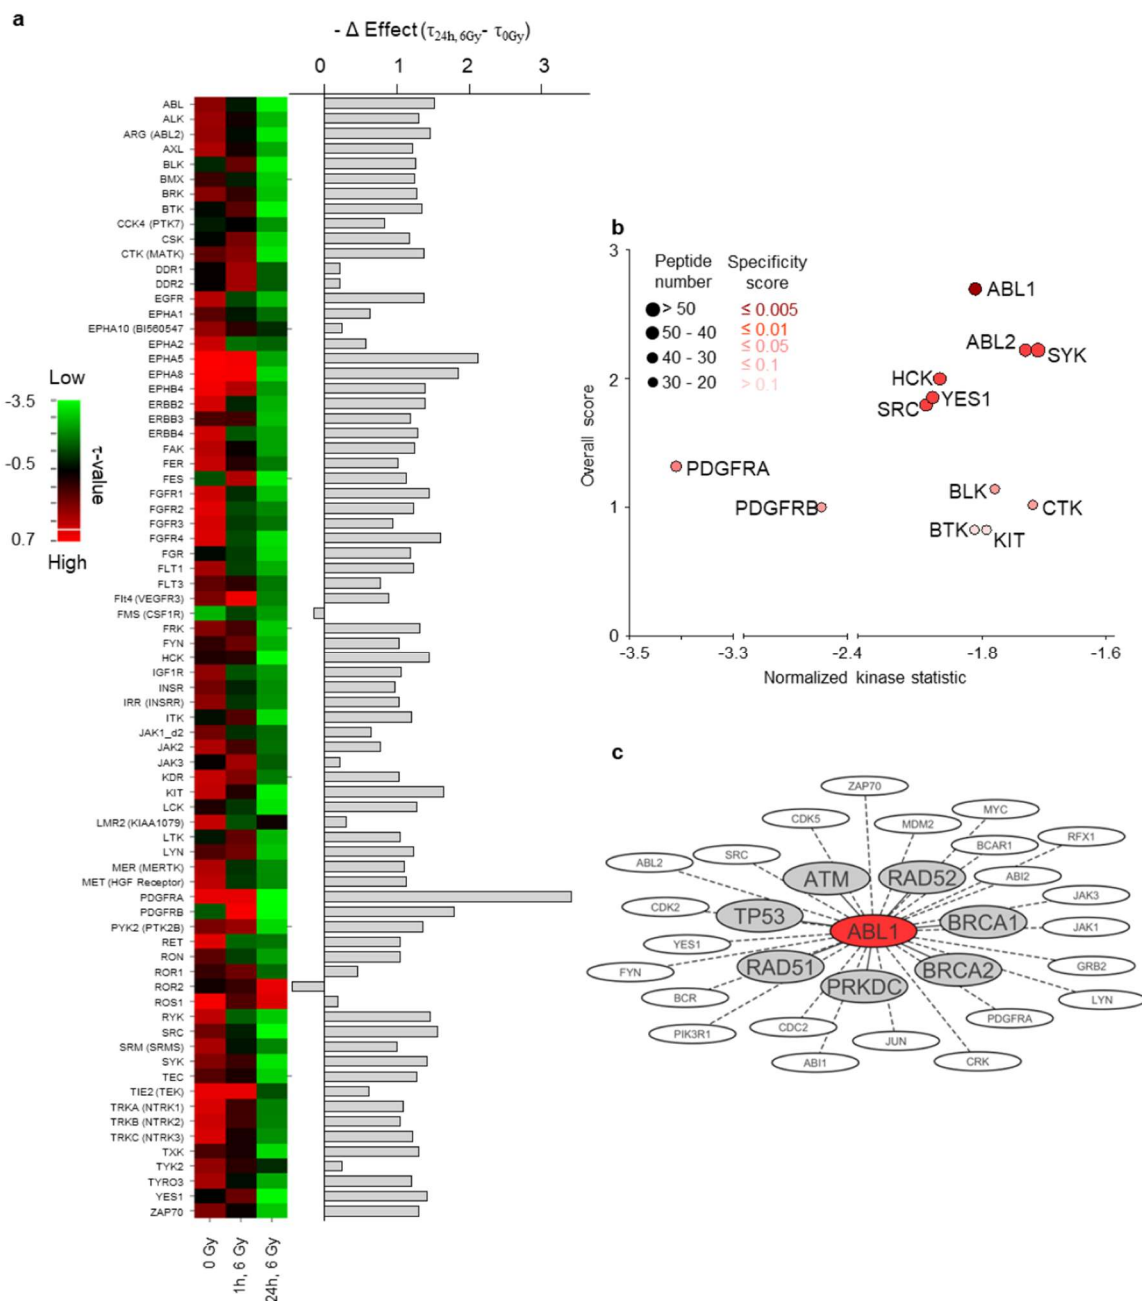 a
- Δ Effect (τ24h, 6Gy- τ0Gy)
0 1 2 3
ABL
ALK
ARG (ABL2)
AXL
BLK
BMX
BRK
BTK
CCK4 (PTK7)
CSK
CTK (MATK)
DDR1
DDR2
EGFR
EPHA1
EPHA10 (BI560547
EPHA2
EPHA5
EPHA8
EPHB4
ERBB2
ERBB3
ERBB4
FAK
FER
FES
FGFR1
FGFR2
FGFR3
FGFR4
FGR
FLT1
FLT3
Flt4 (VEGFR3)
FMS (CSF1R)
FRK
FYN
HCK
IGF1R
INSR
IRR (INSRR)
ITK
JAK1_d2
JAK2
JAK3
KDR
KIT
LCK
LMR2 (KIAA1079)
LTK
LYN
MER (MERTK)
MET (HGF Receptor)
PDGFRA
PDGFRB
PYK2 (PTK2B)
RET
RON
ROR1
ROR2
ROS1
RYK
SRC
SRM (SRMS)
SYK
TEC
TIE2 (TEK)
TRKA (NTRK1)
TRKB (NTRK2)
TRKC (NTRK3)
TXK
TYK2
TYRO3
YES1
ZAP70
0 Gy
1h, 6 Gy
24h, 6 Gy
Low
-3.5
-0.5
0.7
High
τ-value
b
3
2
1
0
Overall score
Peptide number
> 50
50 - 40
40 - 30
30 - 20
Specificity score
≤ 0.005
≤ 0.01
≤ 0.05
≤ 0.1
> 0.1
ABL1
ABL2
SYK
HCK
YES1
SRC
PDGFRA
PDGFRB
BLK
CTK
BTK
KIT
-3.5 -3.3 -2.4 -1.8 -1.6
Normalized kinase statistic
c
ZAP70
CDK5
MDM2
MYC
RFX1
SRC
BCAR1
ABL2
ABI2
ATM
RAD52
CDK2
TP53
JAK3
BRCA1
ABL1
JAK1
YES1
GRB2
FYN
RAD51
BRCA2
PRKDC
LYN
BCR
PDGFRA
PIK3R1
CDC2
JUN
ABI1
CRK